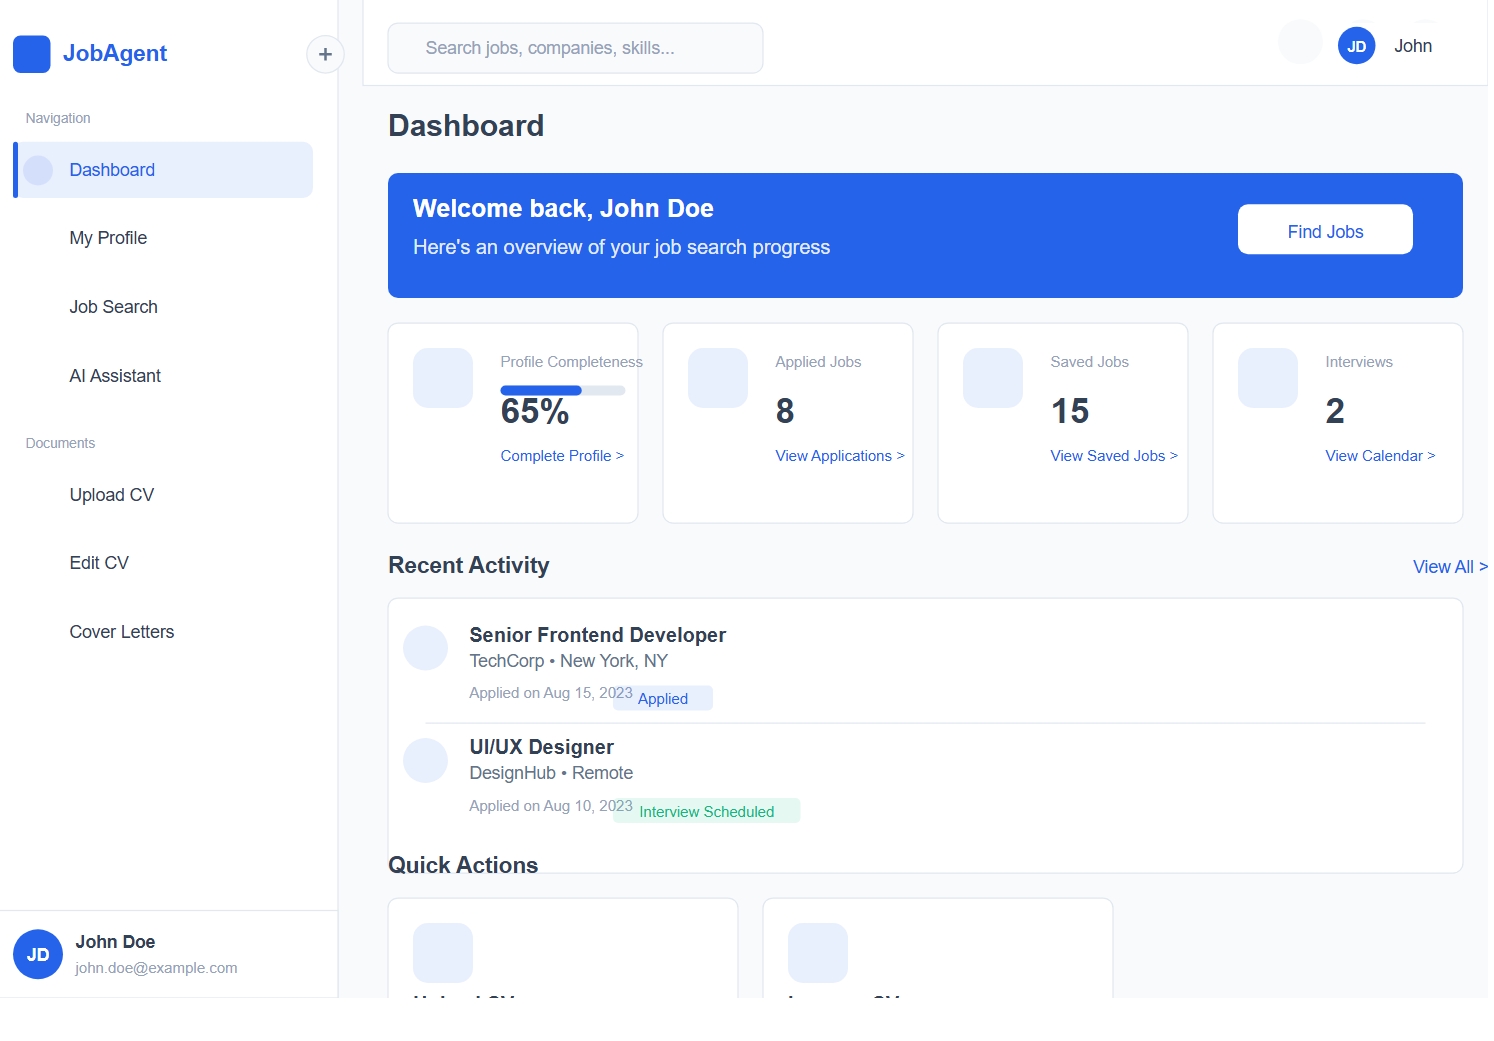 JobAgent
+
Search jobs, companies, skills...
JD
John
Navigation
Dashboard
My Profile
Job Search
AI Assistant
Documents
Upload CV
Edit CV
Cover Letters
JD
John Doe
john.doe@example.com
Dashboard
Welcome back, John Doe
Here's an overview of your job search progress
Find Jobs
Profile Completeness
65%
Complete Profile >
Applied Jobs
8
View Applications >
Saved Jobs
15
View Saved Jobs >
Interviews
2
View Calendar >
Recent Activity
View All >
Senior Frontend Developer
TechCorp • New York, NY
Applied on Aug 15, 2023
Applied
UI/UX Designer
DesignHub • Remote
Applied on Aug 10, 2023
Interview Scheduled
Quick Actions